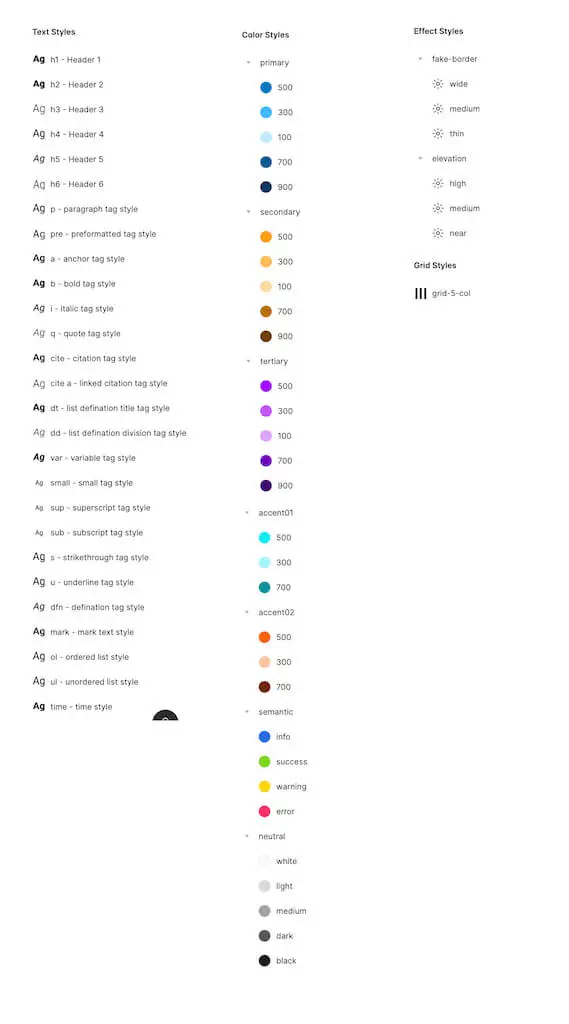 Text Styles
Ag h1 - Header 1
Ag h2 - Header 2
Ag h3 - Header 3
Ag h4 - Header 4
Ag h5 - Header 5
Ag h6 - Header 6
Ag p - paragraph tag style
Ag pre - preformatted tag style
Ag a - anchor tag style
Ag b - bold tag style
Ag i - italic tag style
Ag q - quote tag style
Ag cite - citation tag style
Ag cite a - linked citation tag style
Ag dt - list defination title tag style
Ag dd - list defination division tag style
Ag var - variable tag style
Ag small - small tag style
Ag sup - superscript tag style
Ag sub - subscript tag style
Ag s - strikethrough tag style
Ag u - underline tag style
Ag dfn - defination tag style
Ag mark - mark text style
Ag ol - ordered list style
Ag ul - unordered list style
Ag time - time style
Color Styles
primary
500
300
100
700
900
secondary
500
300
100
700
900
tertiary
500
300
100
700
900
accent01
500
300
700
accent02
500
300
700
semantic
info
success
warning
error
neutral
white
light
medium
dark
black
Effect Styles
fake-border
wide
medium
thin
elevation
high
medium
near
Grid Styles
grid-5-col